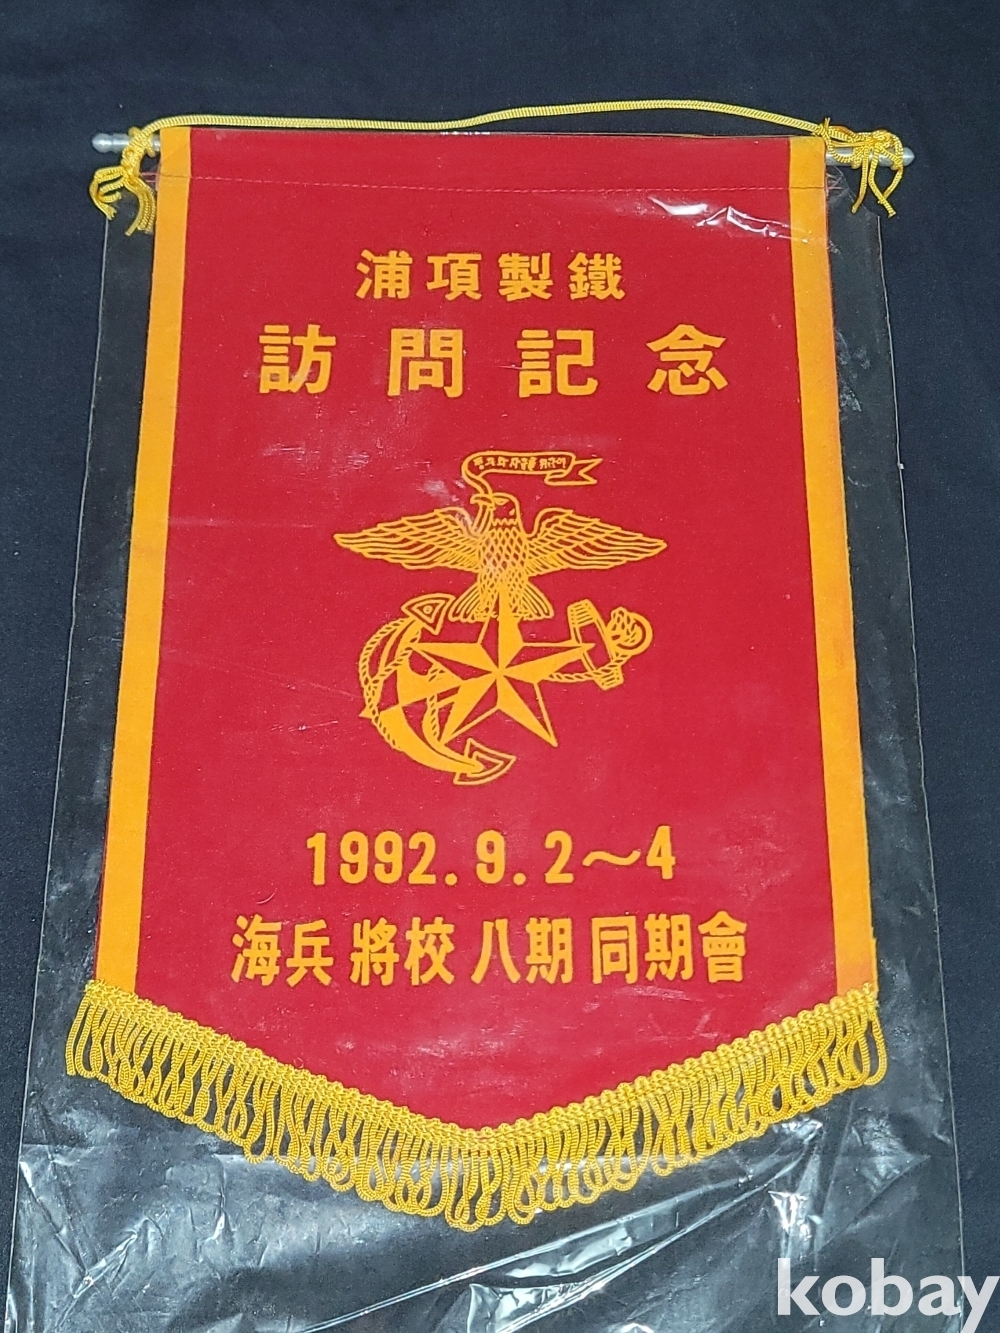 浦項製鐵
訪問記念
1992.9.2~4
海兵 將校 八期 同期會
kobay